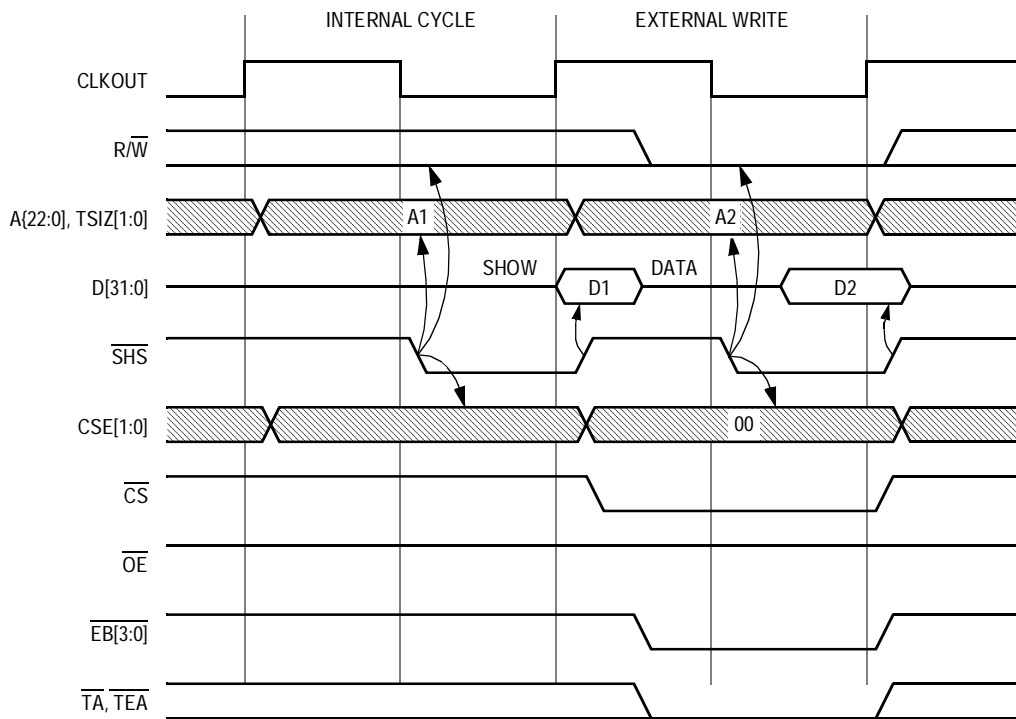 INTERNAL CYCLE EXTERNAL WRITE
CLKOUT
R/W
A{22:0}, TSIZ[1:0] A1 A2
SHOW DATA
D[31:0] D1 D2
SHS
CSE[1:0] 00
CS
OE
EB[3:0]
TA, TEA